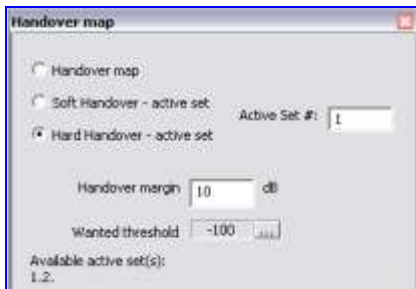 Handover map
Handover map
Soft Handover - active set
Active Set #: 1
Hard Handover - active set
Handover margin 10 dB
Wanted threshold -100 ...
Available active set(s):
1.2.